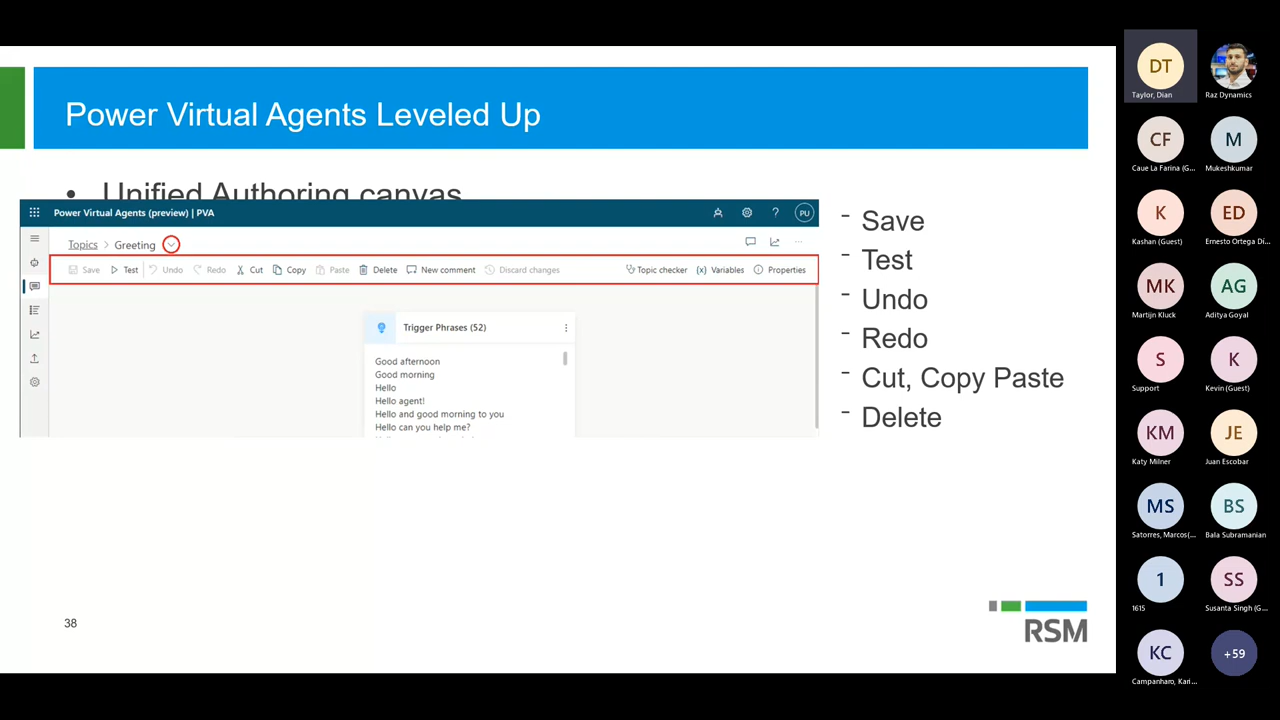 Power Virtual Agents Leveled Up
• Unified Authoring canvas
Power Virtual Agents (preview) | PVA
PU
Topics > Greeting
Save Test Undo Redo Cut Copy Paste Delete New comment Discard changes Topic checker (x) Variables Properties
Trigger Phrases (52)
Good afternoon
Good morning
Hello
Hello agent!
Hello and good morning to you
Hello can you help me?
- Save
- Test
- Undo
- Redo
- Cut, Copy Paste
- Delete
38
RSM
DT
Taylor, Dian
Raz Dynamics
CF
Caue La Farina (G...
M
Mukeshkumar
K
Kashan (Guest)
ED
Ernesto Ortega Di...
MK
Martijn Kluck
AG
Aditya Goyal
S
Support
K
Kevin (Guest)
KM
Katy Milner
JE
Juan Escobar
MS
Satorres, Marcos(...
BS
Bala Subramanian
1
1615
SS
Susanta Singh (G...
KC
Campanharo, Kari...
+59